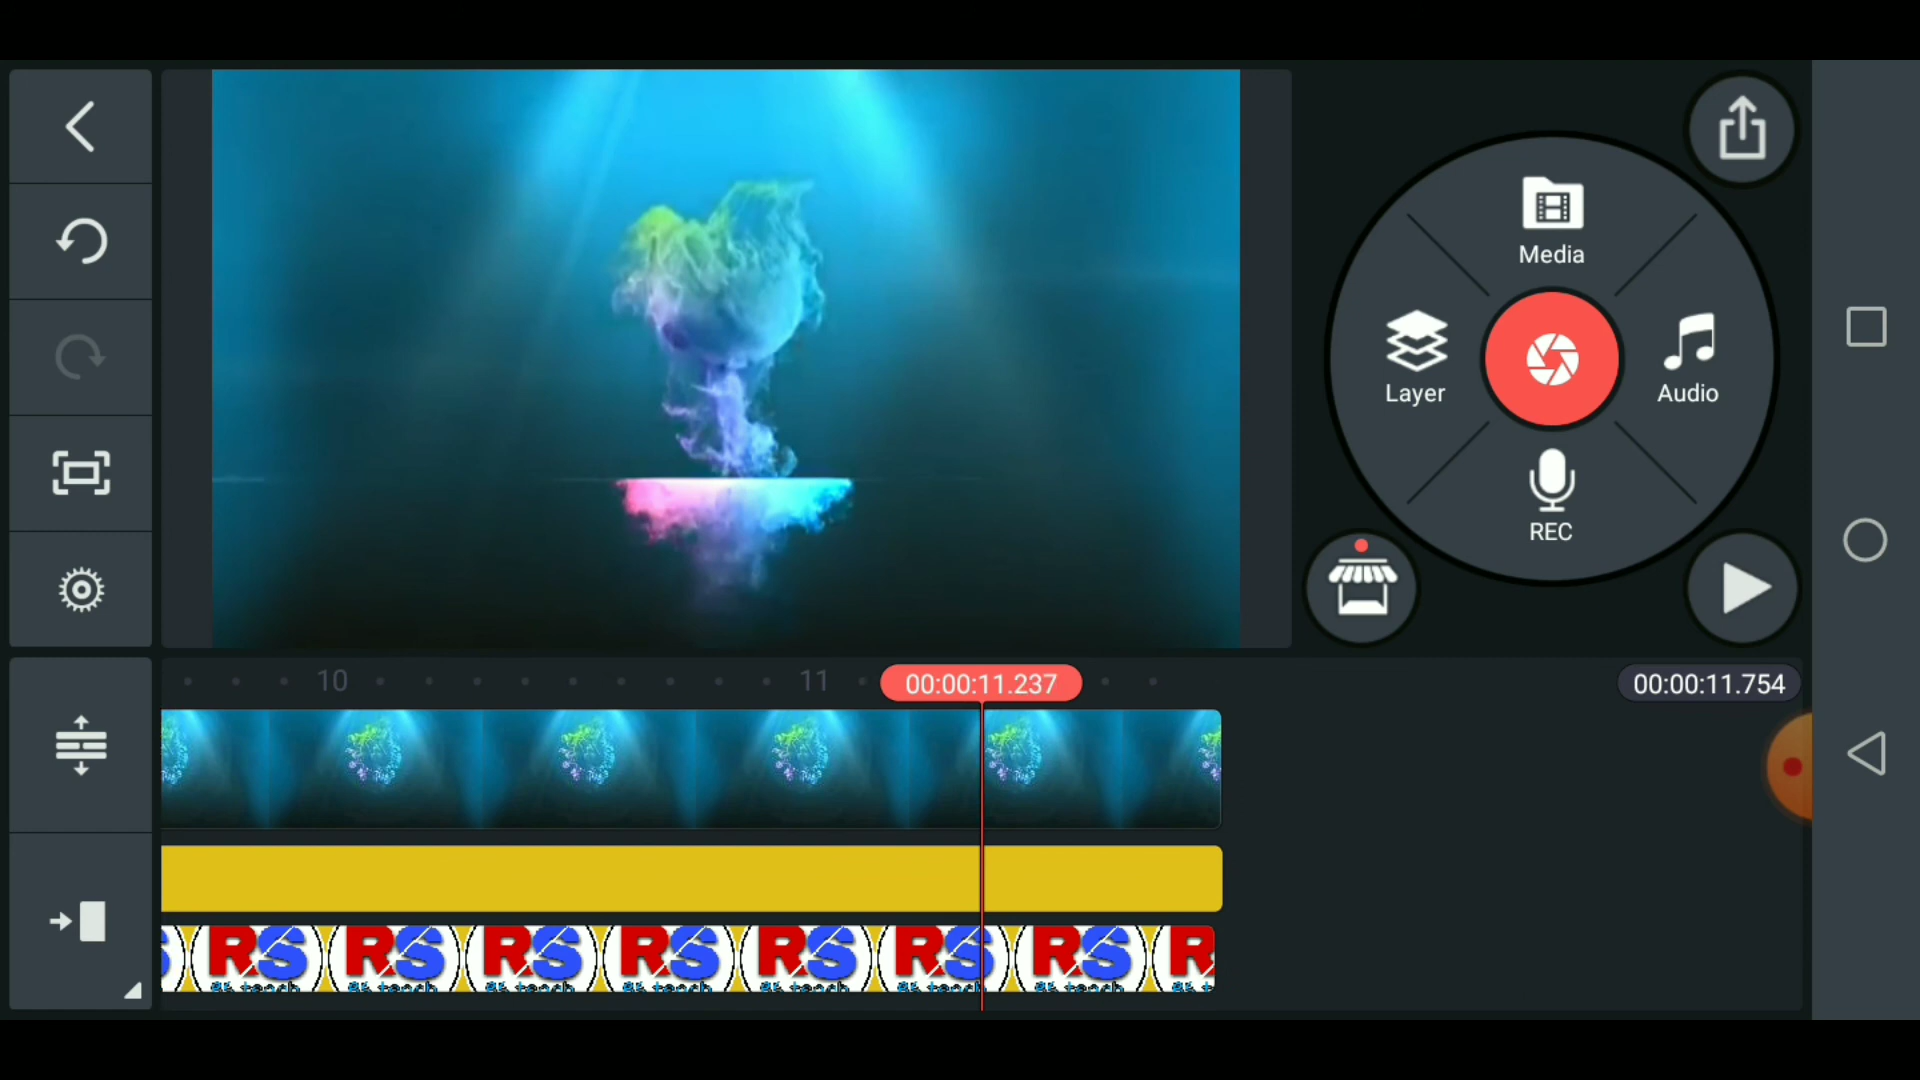 Media
Layer
Audio
REC
10
11
00:00:11.237
00:00:11.754
RS RS RS RS RS RS RS R